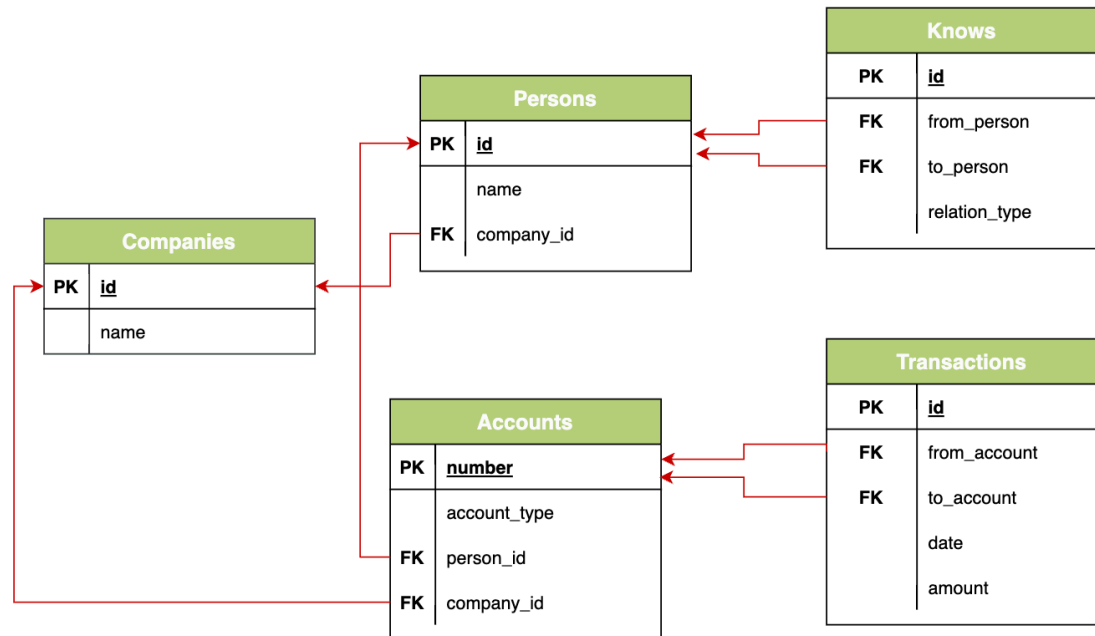 Knows
PK id
FK from_person
FK to_person
relation_type
Persons
PK id
name
FK company_id
Companies
PK id
name
Accounts
PK number
account_type
FK person_id
FK company_id
Transactions
PK id
FK from_account
FK to_account
date
amount